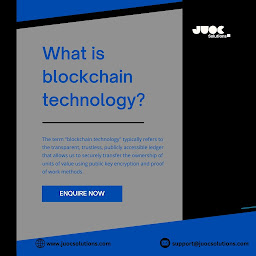 JUOC
Solutions
What is
blockchain
technology?
The term "blockchain technology" typically refers to
the transparent, trustless, publicly accessible ledger
that allows us to securely transfer the ownership of
units of value using public key encryption and proof
of work methods.
ENQUIRE NOW
www.juocsolutions.com
support@juocsolutions.com